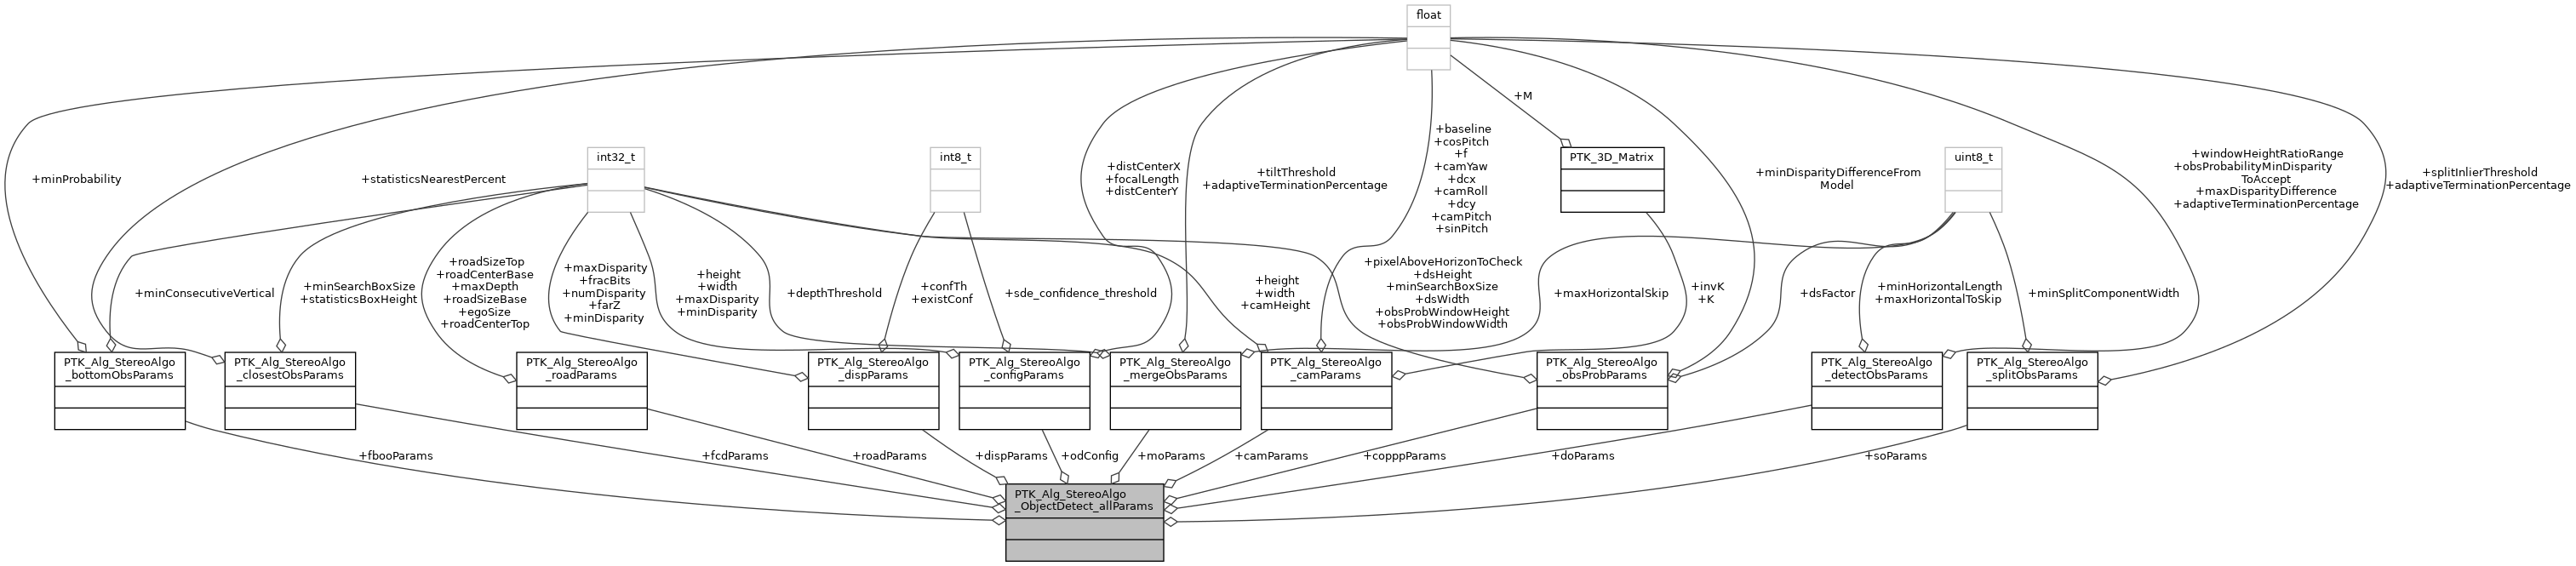 float
+M
+baseline
+cosPitch
+f
+camYaw
+dcx
+camRoll
+dcy
+camPitch
+sinPitch
int32_t
int8_t
PTK_3D_Matrix
uint8_t
+minProbability
+statisticsNearestPercent
+distCenterX
+focalLength
+distCenterY
+tiltThreshold
+adaptiveTerminationPercentage
+minDisparityDifferenceFrom
Model
+windowHeightRatioRange
+obsProbabilityMinDisparity
ToAccept
+maxDisparityDifference
+adaptiveTerminationPercentage
+splitInlierThreshold
+adaptiveTerminationPercentage
+minConsecutiveVertical
+minSearchBoxSize
+statisticsBoxHeight
+roadSizeTop
+roadCenterBase
+maxDepth
+roadSizeBase
+egoSize
+roadCenterTop
+maxDisparity
+fracBits
+numDisparity
+farZ
+minDisparity
+height
+width
+maxDisparity
+minDisparity
+depthThreshold
+confTh
+existConf
+sde_confidence_threshold
+height
+width
+camHeight
+pixelAboveHorizonToCheck
+dsHeight
+minSearchBoxSize
+dsWidth
+obsProbWindowHeight
+obsProbWindowWidth
+maxHorizontalSkip
+invK
+K
+dsFactor
+minHorizontalLength
+maxHorizontalToSkip
+minSplitComponentWidth
PTK_Alg_StereoAlgo
_bottomObsParams
PTK_Alg_StereoAlgo
_closestObsParams
PTK_Alg_StereoAlgo
_roadParams
PTK_Alg_StereoAlgo
_dispParams
PTK_Alg_StereoAlgo
_configParams
PTK_Alg_StereoAlgo
_mergeObsParams
PTK_Alg_StereoAlgo
_camParams
PTK_Alg_StereoAlgo
_obsProbParams
PTK_Alg_StereoAlgo
_detectObsParams
PTK_Alg_StereoAlgo
_splitObsParams
+fbooParams
+fcdParams
+roadParams
+dispParams
+odConfig
+moParams
+camParams
+copppParams
+doParams
+soParams
PTK_Alg_StereoAlgo
_ObjectDetect_allParams